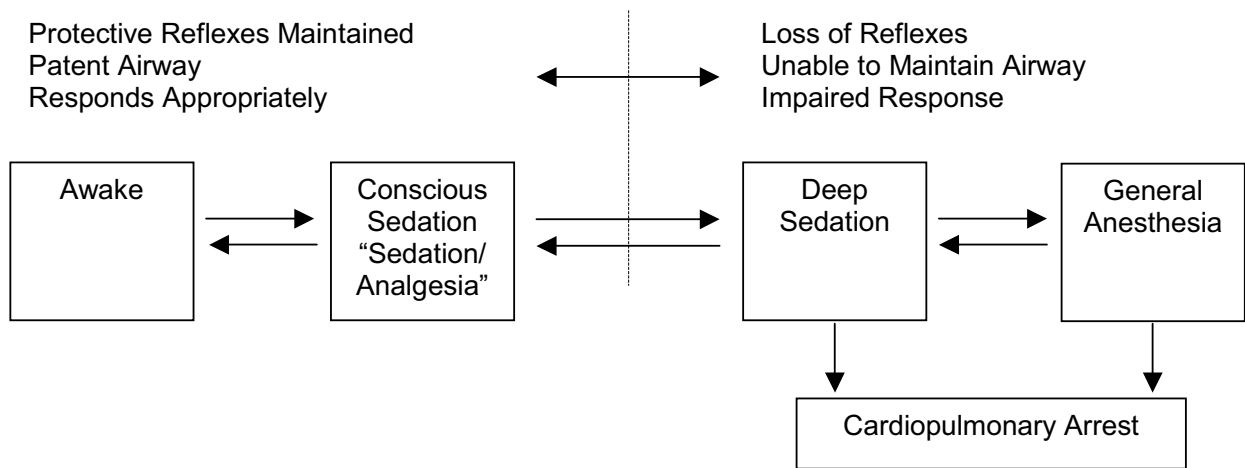 Protective Reflexes Maintained
Patent Airway
Responds Appropriately
Loss of Reflexes
Unable to Maintain Airway
Impaired Response
Awake
Conscious
Sedation
“Sedation/
Analgesia”
Deep
Sedation
General
Anesthesia
Cardiopulmonary Arrest